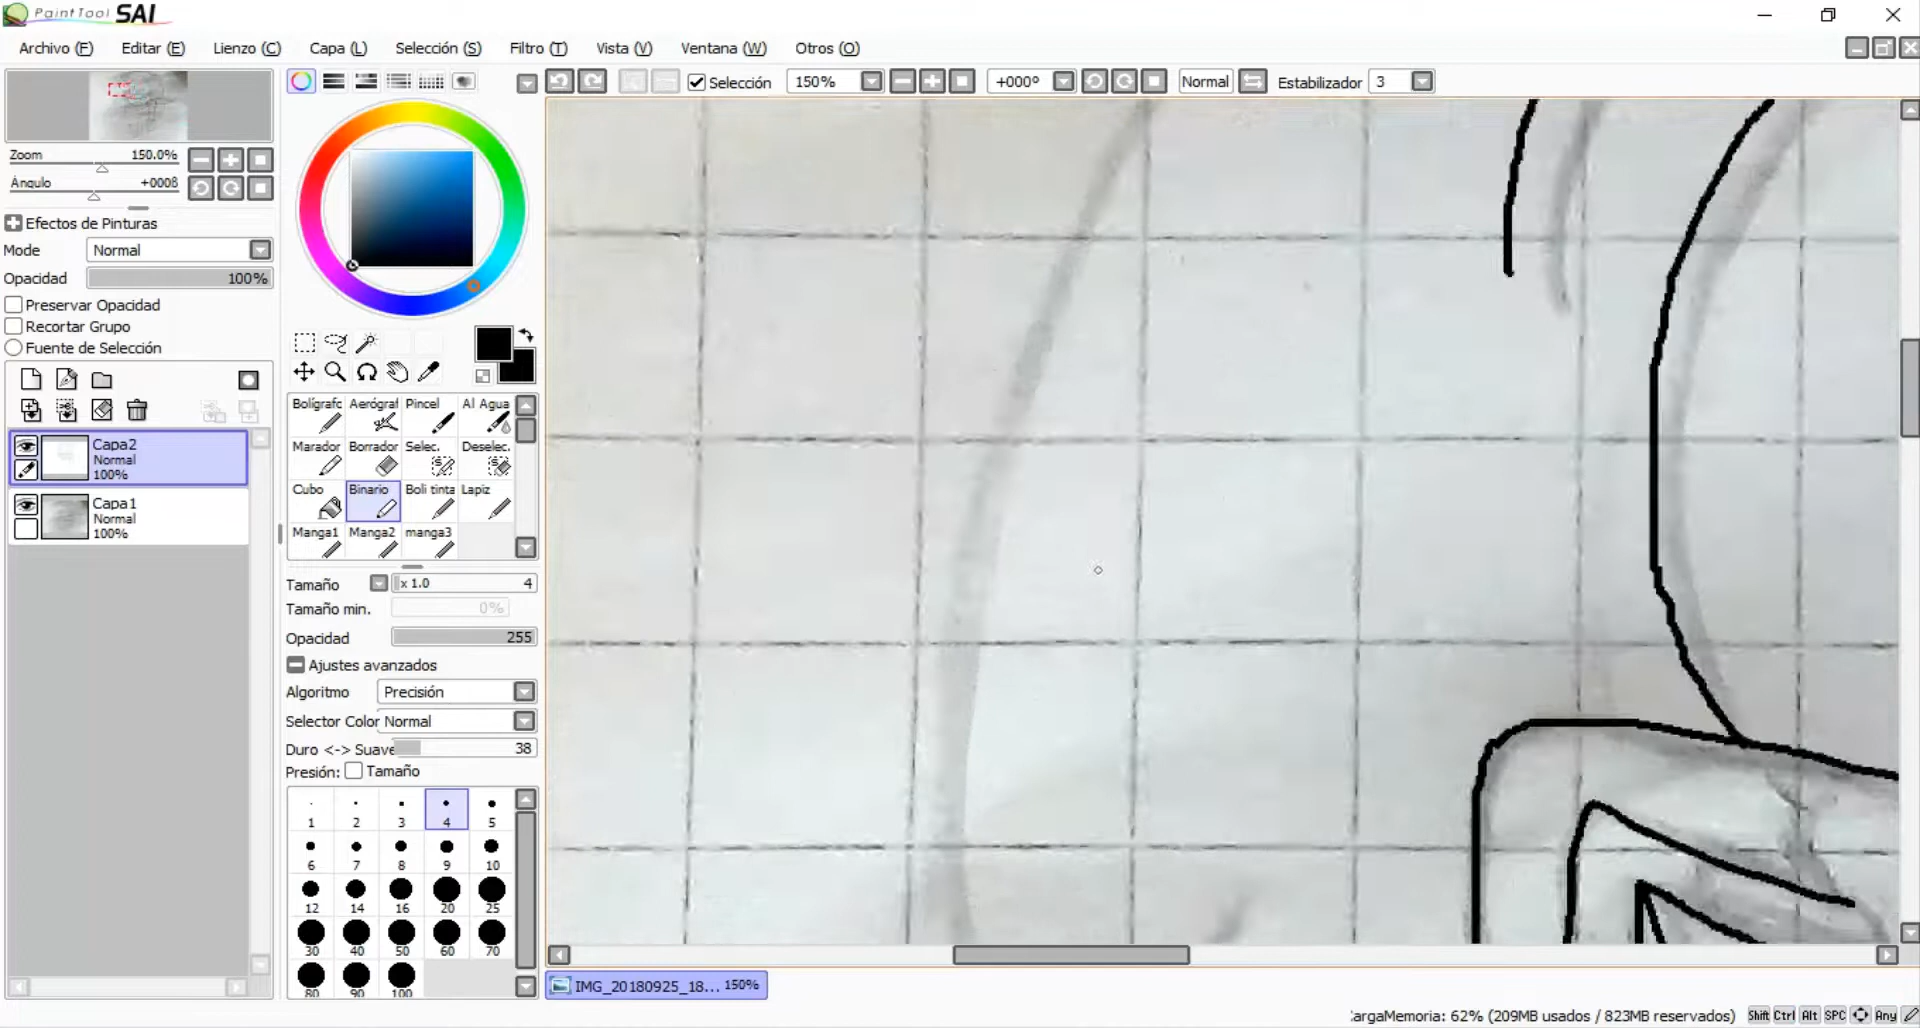 PaintTool SAI
Archivo (F) Editar (E) Lienzo (C) Capa (L) Selección (S) Filtro (T) Vista (V) Ventana (W) Otros (O)
Selección 150% +000º Normal Estabilizador 3
Zoom 150.0%
Ángulo +000ß
Efectos de Pinturas
Mode Normal
Opacidad 100%
Preservar Opacidad
Recortar Grupo
Fuente de Selección
Capa2
Normal
100%
Capa1
Normal
100%
Bolígrafc Aerógraf Pincel Al Agua
Marador Borrador Selec. Deselec.
Cubo Binario Boli tinta Lapiz
Manga1 Manga2 manga3
Tamaño x 1.0 4
Tamaño min. 0%
Opacidad 255
Ajustes avanzados
Algoritmo Precisión
Selector Color Normal
Duro <-> Suave 38
Presión: Tamaño
1 2 3 4 5
6 7 8 9 10
12 14 16 20 25
30 40 50 60 70
80 90 100
IMG_20180925_18... 150%
:argaMemoria: 62% (209MB usados / 823MB reservados) Shift Ctrl Alt SPC Any